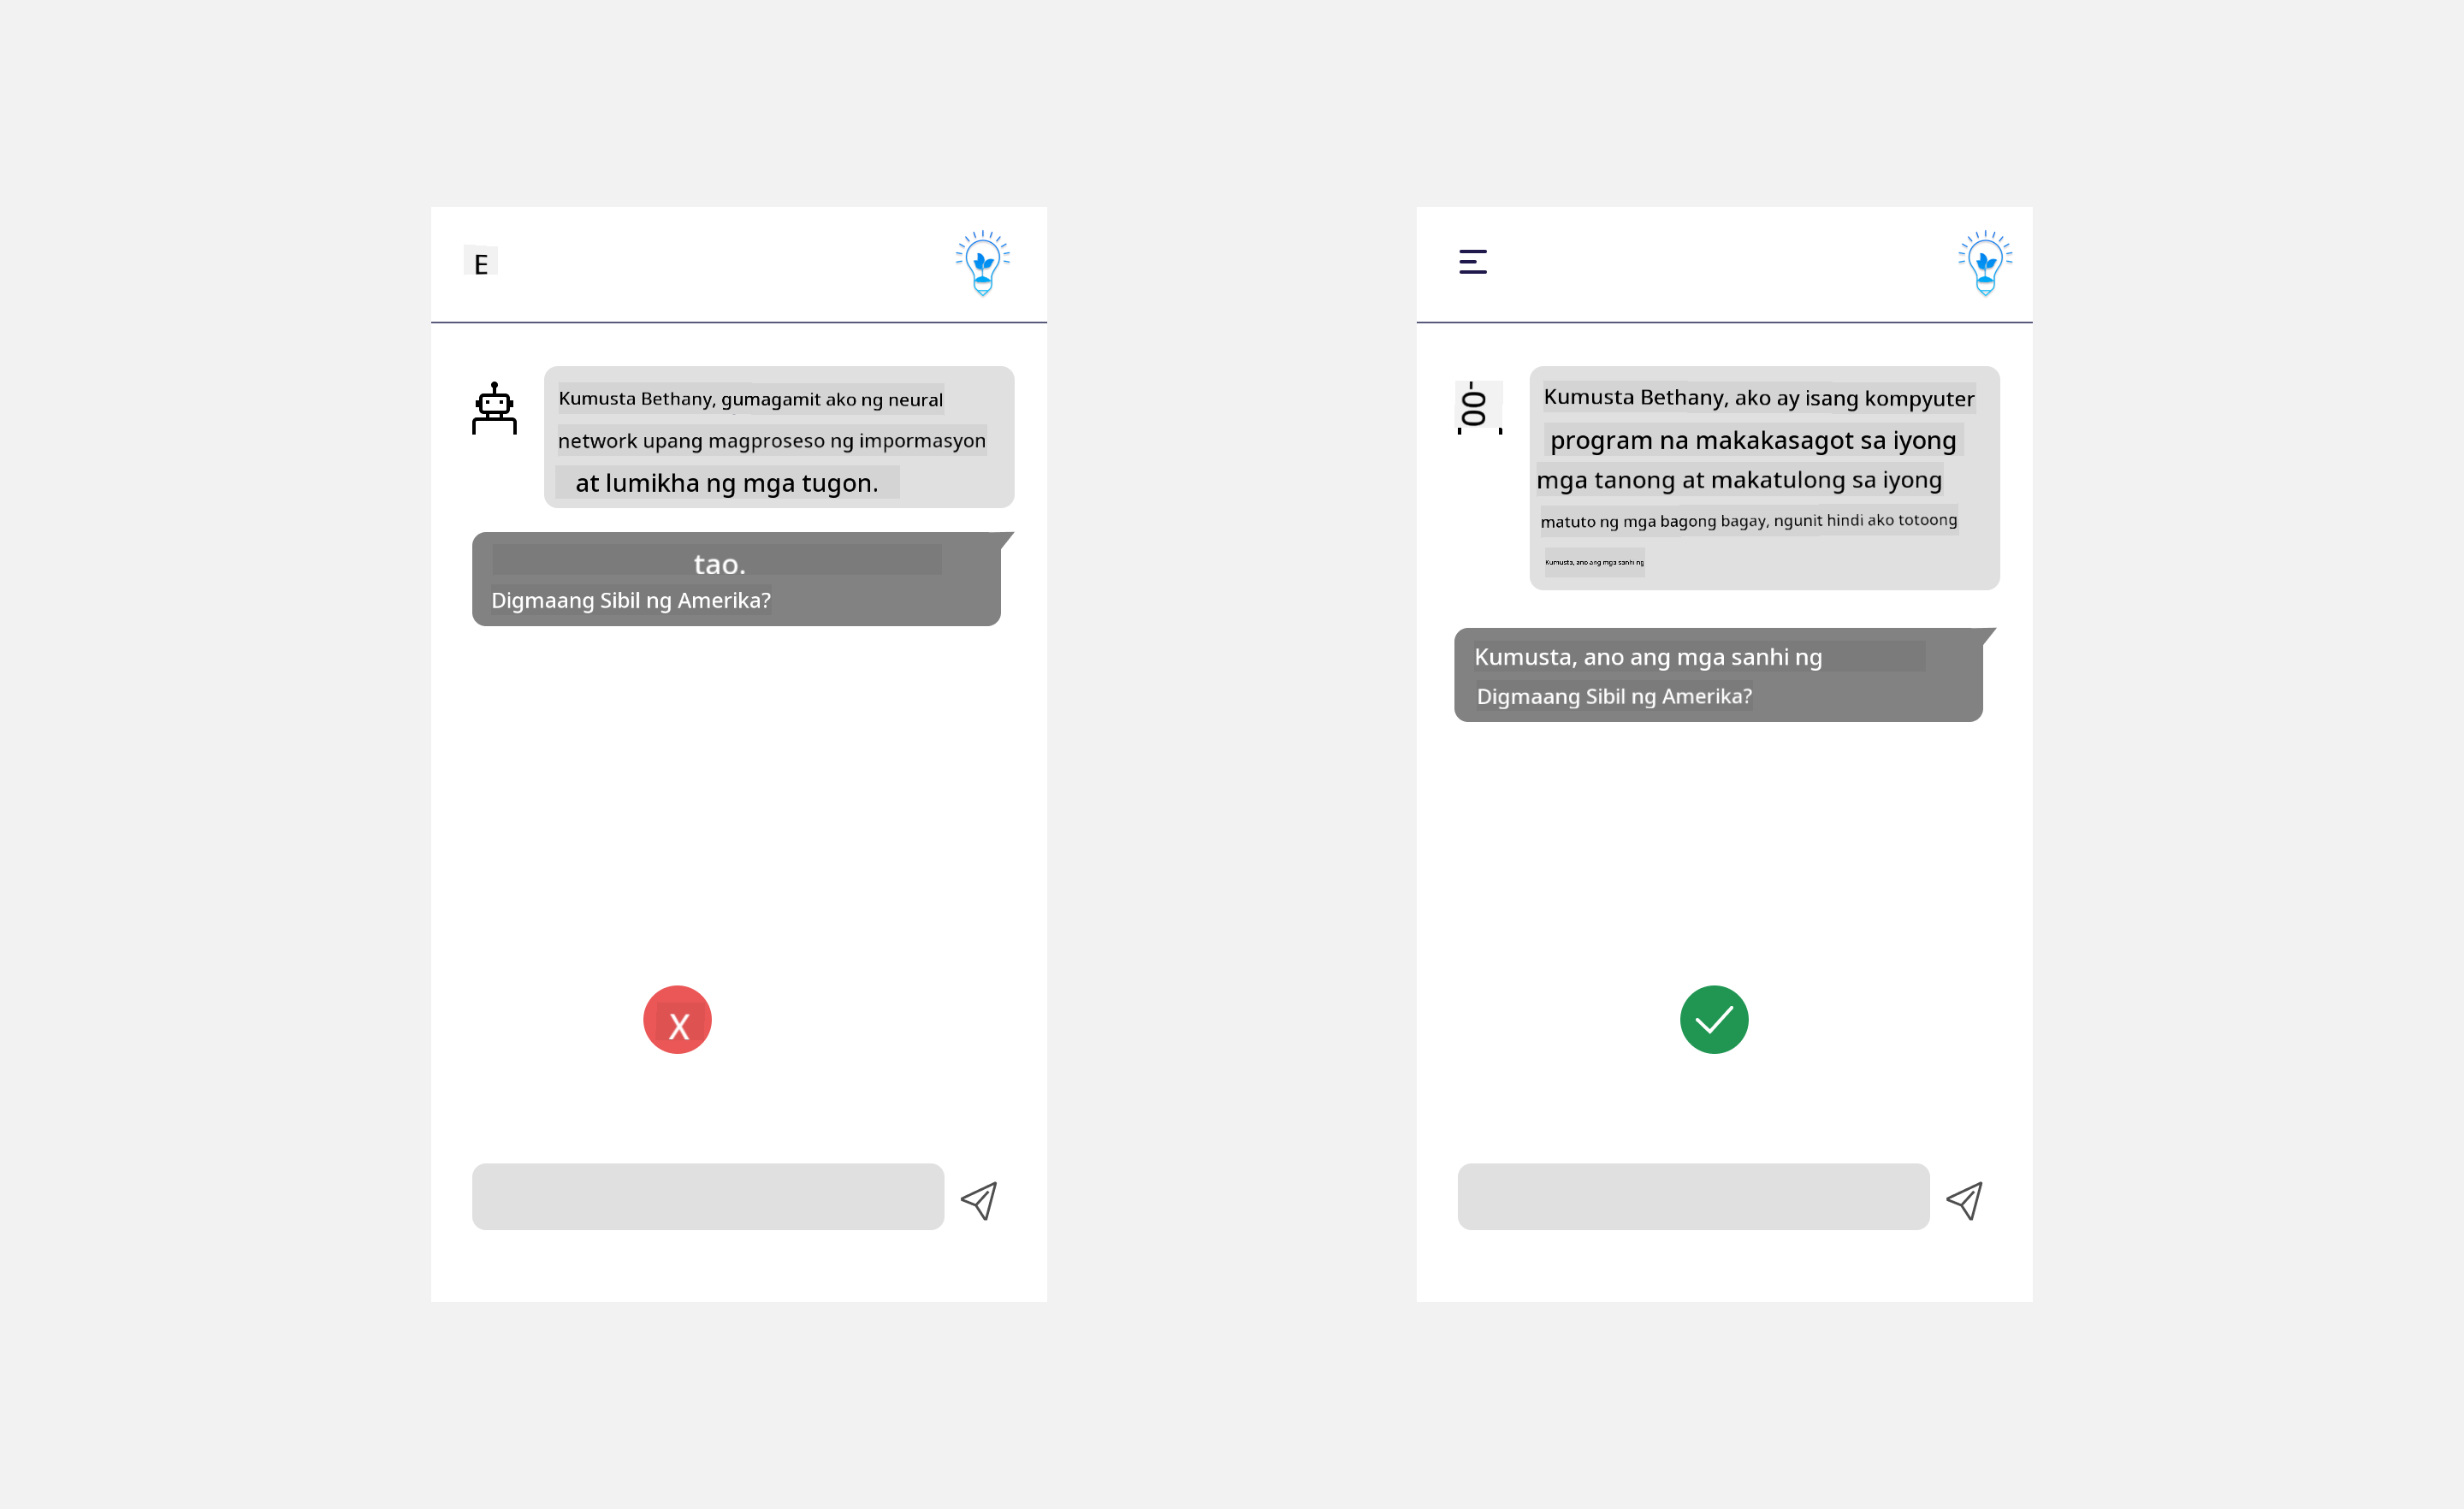 E
Kumusta Bethany, gumagamit ako ng neural
network upang magproseso ng impormasyon
at lumikha ng mga tugon.
tao.
Digmaang Sibil ng Amerika?
X
00-
Kumusta Bethany, ako ay isang kompyuter
program na makakasagot sa iyong
mga tanong at makatulong sa iyong
matuto ng mga bagong bagay, ngunit hindi ako totoong
Kumusta, ano ang mga sanhi ng
Kumusta, ano ang mga sanhi ng
Digmaang Sibil ng Amerika?